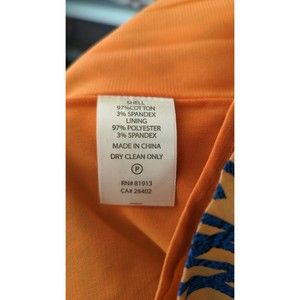 SHELL
97%COTTON
3% SPANDEX
LINING
97% POLYESTER
3% SPANDEX
MADE IN CHINA
DRY CLEAN ONLY
P
RN# 81913
CA# 28402